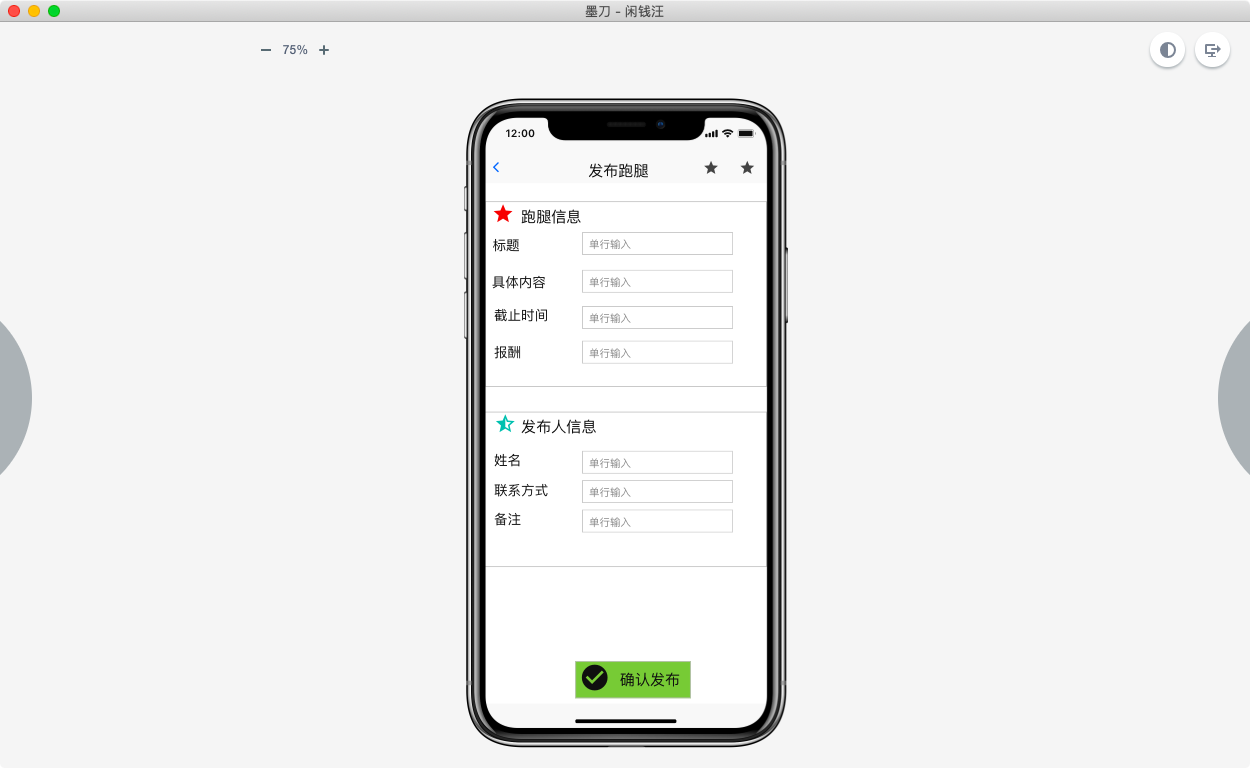 墨刀 - 闲钱汪
75%
12:00
发布跑腿
跑腿信息
标题 单行输入
具体内容 单行输入
截止时间 单行输入
报酬 单行输入
发布人信息
姓名 单行输入
联系方式 单行输入
备注 单行输入
确认发布